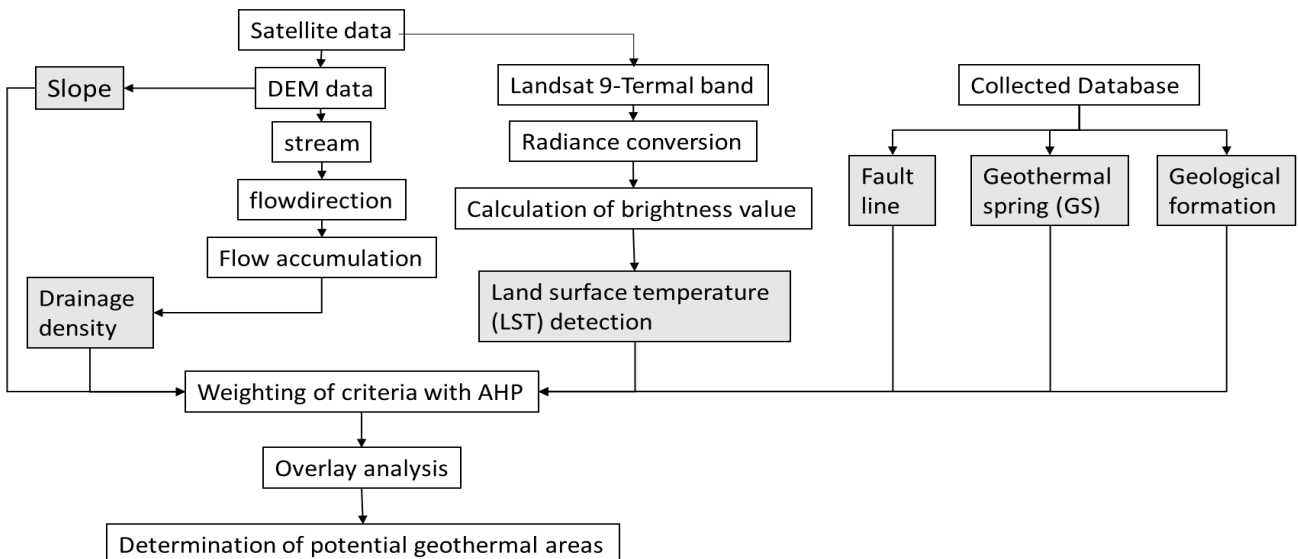 Satellite data
Slope
DEM data
Landsat 9-Termal band
Collected Database
stream
Radiance conversion
Fault
line
Geothermal
spring (GS)
Geological
formation
flowdirection
Calculation of brightness value
Flow accumulation
Drainage
density
Land surface temperature
(LST) detection
Weighting of criteria with AHP
Overlay analysis
Determination of potential geothermal areas